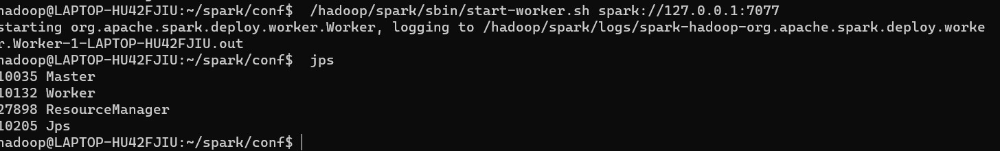 hadoop@LAPTOP-HU42FJIU:~/spark/conf$  /hadoop/spark/sbin/start-worker.sh spark://127.0.0.1:7077
starting org.apache.spark.deploy.worker.Worker, logging to /hadoop/spark/logs/spark-hadoop-org.apache.spark.deploy.worke
r.Worker-1-LAPTOP-HU42FJIU.out
hadoop@LAPTOP-HU42FJIU:~/spark/conf$  jps
10035 Master
10132 Worker
27898 ResourceManager
10205 Jps
hadoop@LAPTOP-HU42FJIU:~/spark/conf$